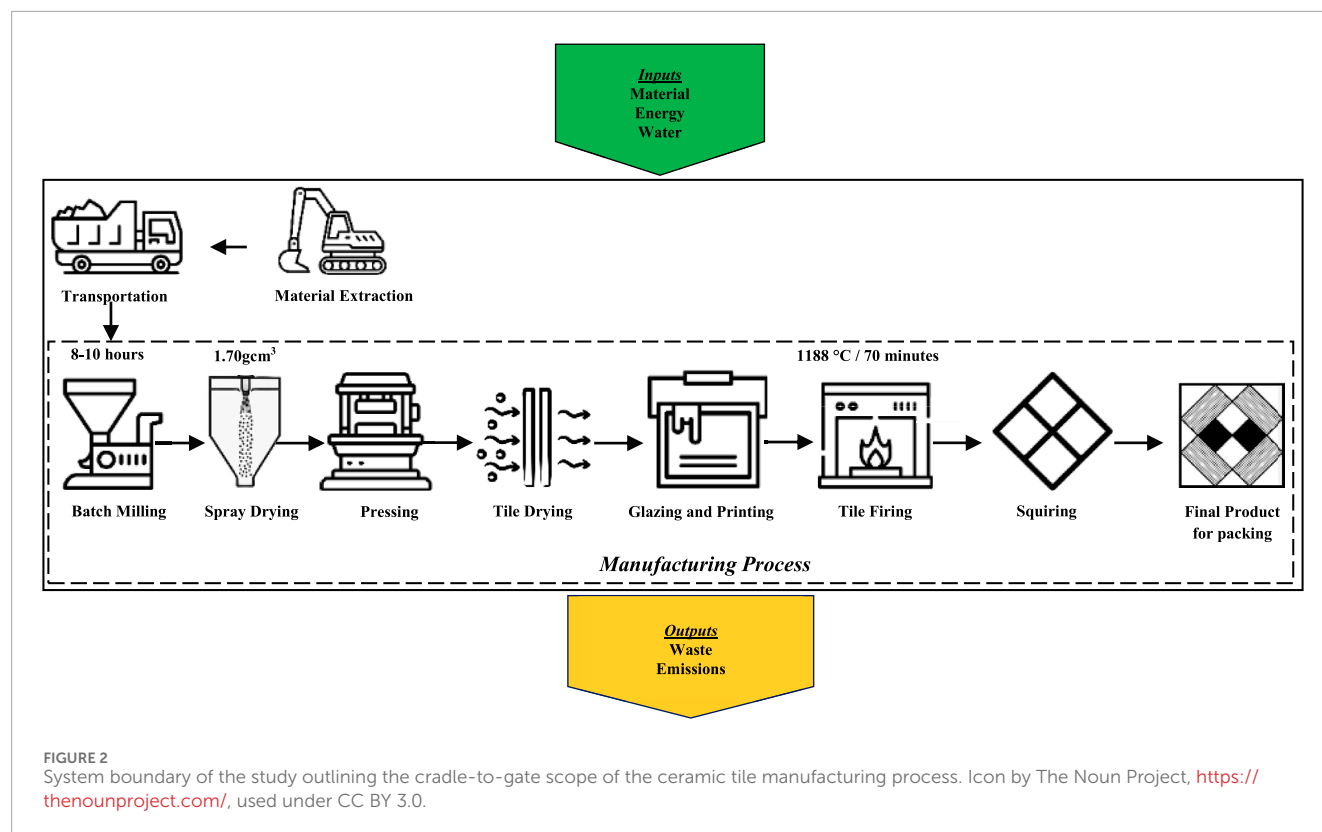 Inputs
Material
Energy
Water
Transportation
Material Extraction
8-10 hours
1.70gcm³
1188 °C / 70 minutes
Batch Milling
Spray Drying
Pressing
Tile Drying
Glazing and Printing
Tile Firing
Squiring
Final Product
for packing
Manufacturing Process
Outputs
Waste
Emissions
FIGURE 2
System boundary of the study outlining the cradle-to-gate scope of the ceramic tile manufacturing process. Icon by The Noun Project, https://
thenounproject.com/, used under CC BY 3.0.